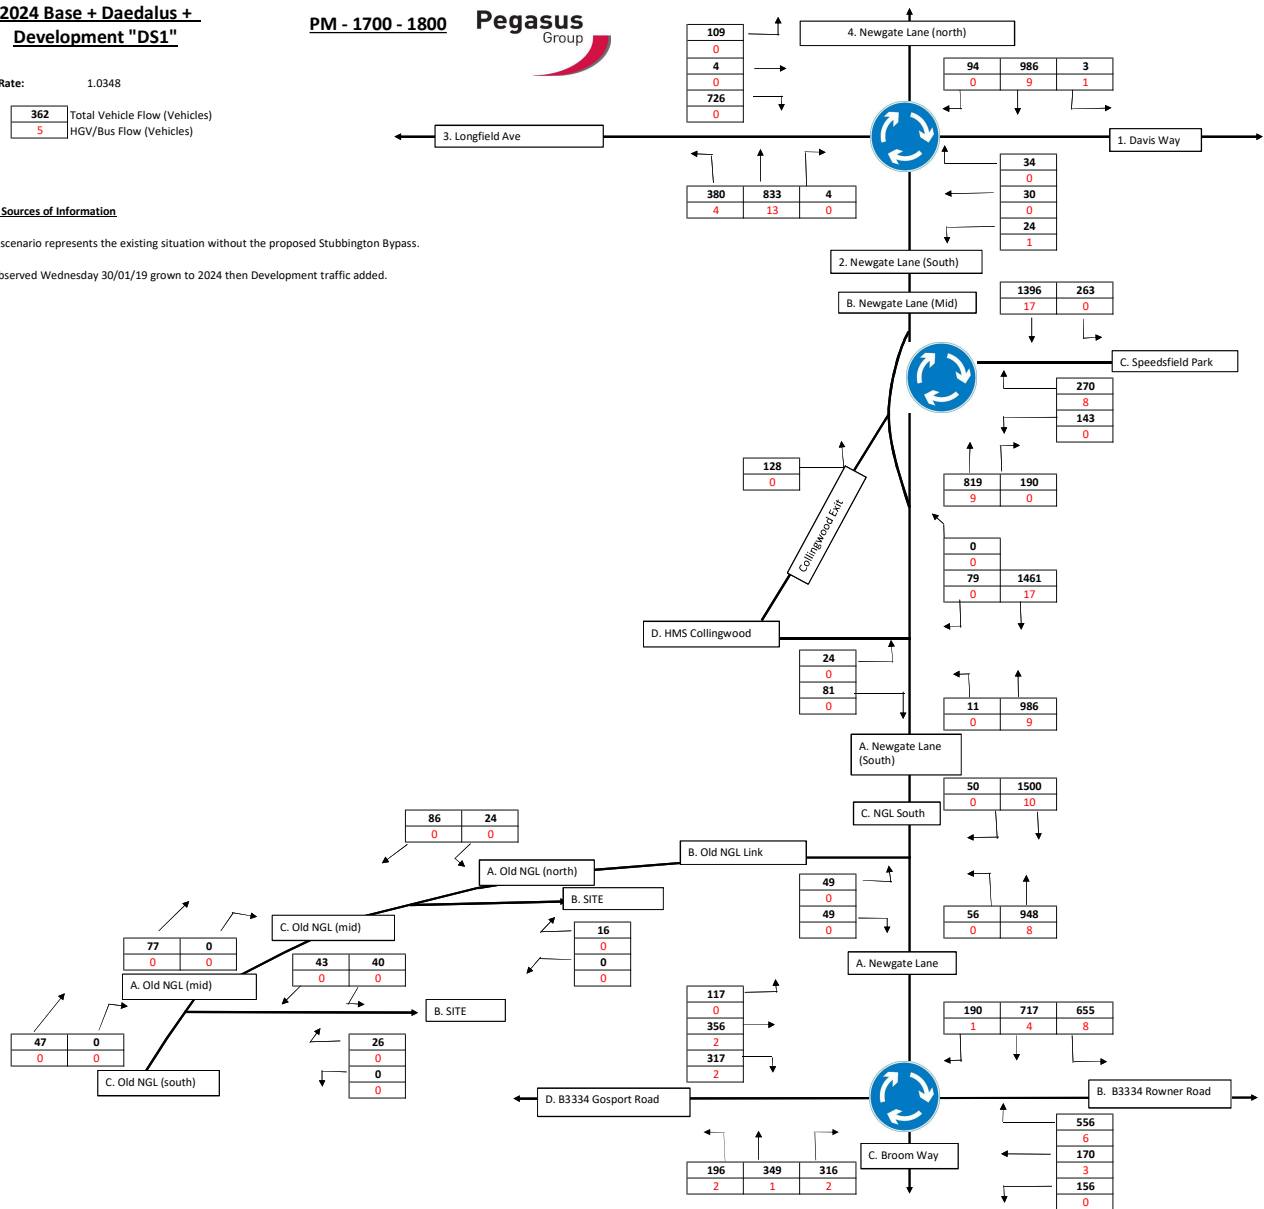 2024 Base + Daedalus +
Development "DS1"
PM - 1700 - 1800
Pegasus
Group
Rate: 1.0348
362 Total Vehicle Flow (Vehicles)
5 HGV/Bus Flow (Vehicles)
Sources of Information
scenario represents the existing situation without the proposed Stubbington Bypass.
bserved Wednesday 30/01/19 grown to 2024 then Development traffic added.
109
0
4
0
726
0
4. Newgate Lane (north)
94 986 3
0 9 1
3. Longfield Ave
1. Davis Way
380 833 4
4 13 0
34
0
30
0
24
1
2. Newgate Lane (South)
B. Newgate Lane (Mid)
1396 263
17 0
C. Speedsfield Park
270
8
143
0
128
0
819 190
9 0
Collingwood Exit
0
0
79 1461
0 17
D. HMS Collingwood
24
0
81
0
11 986
0 9
A. Newgate Lane
(South)
50 1500
0 10
C. NGL South
86 24
0 0
B. Old NGL Link
A. Old NGL (north)
49
0
49
0
56 948
0 8
B. SITE
C. Old NGL (mid)
16
0
0
0
77 0
0 0
43 40
0 0
A. Old NGL (mid)
A. Newgate Lane
B. SITE
47 0
0 0
26
0
0
0
C. Old NGL (south)
117
0
356
2
317
2
190 717 655
1 4 8
D. B3334 Gosport Road
B. B3334 Rowner Road
C. Broom Way
196 349 316
2 1 2
556
6
170
3
156
0